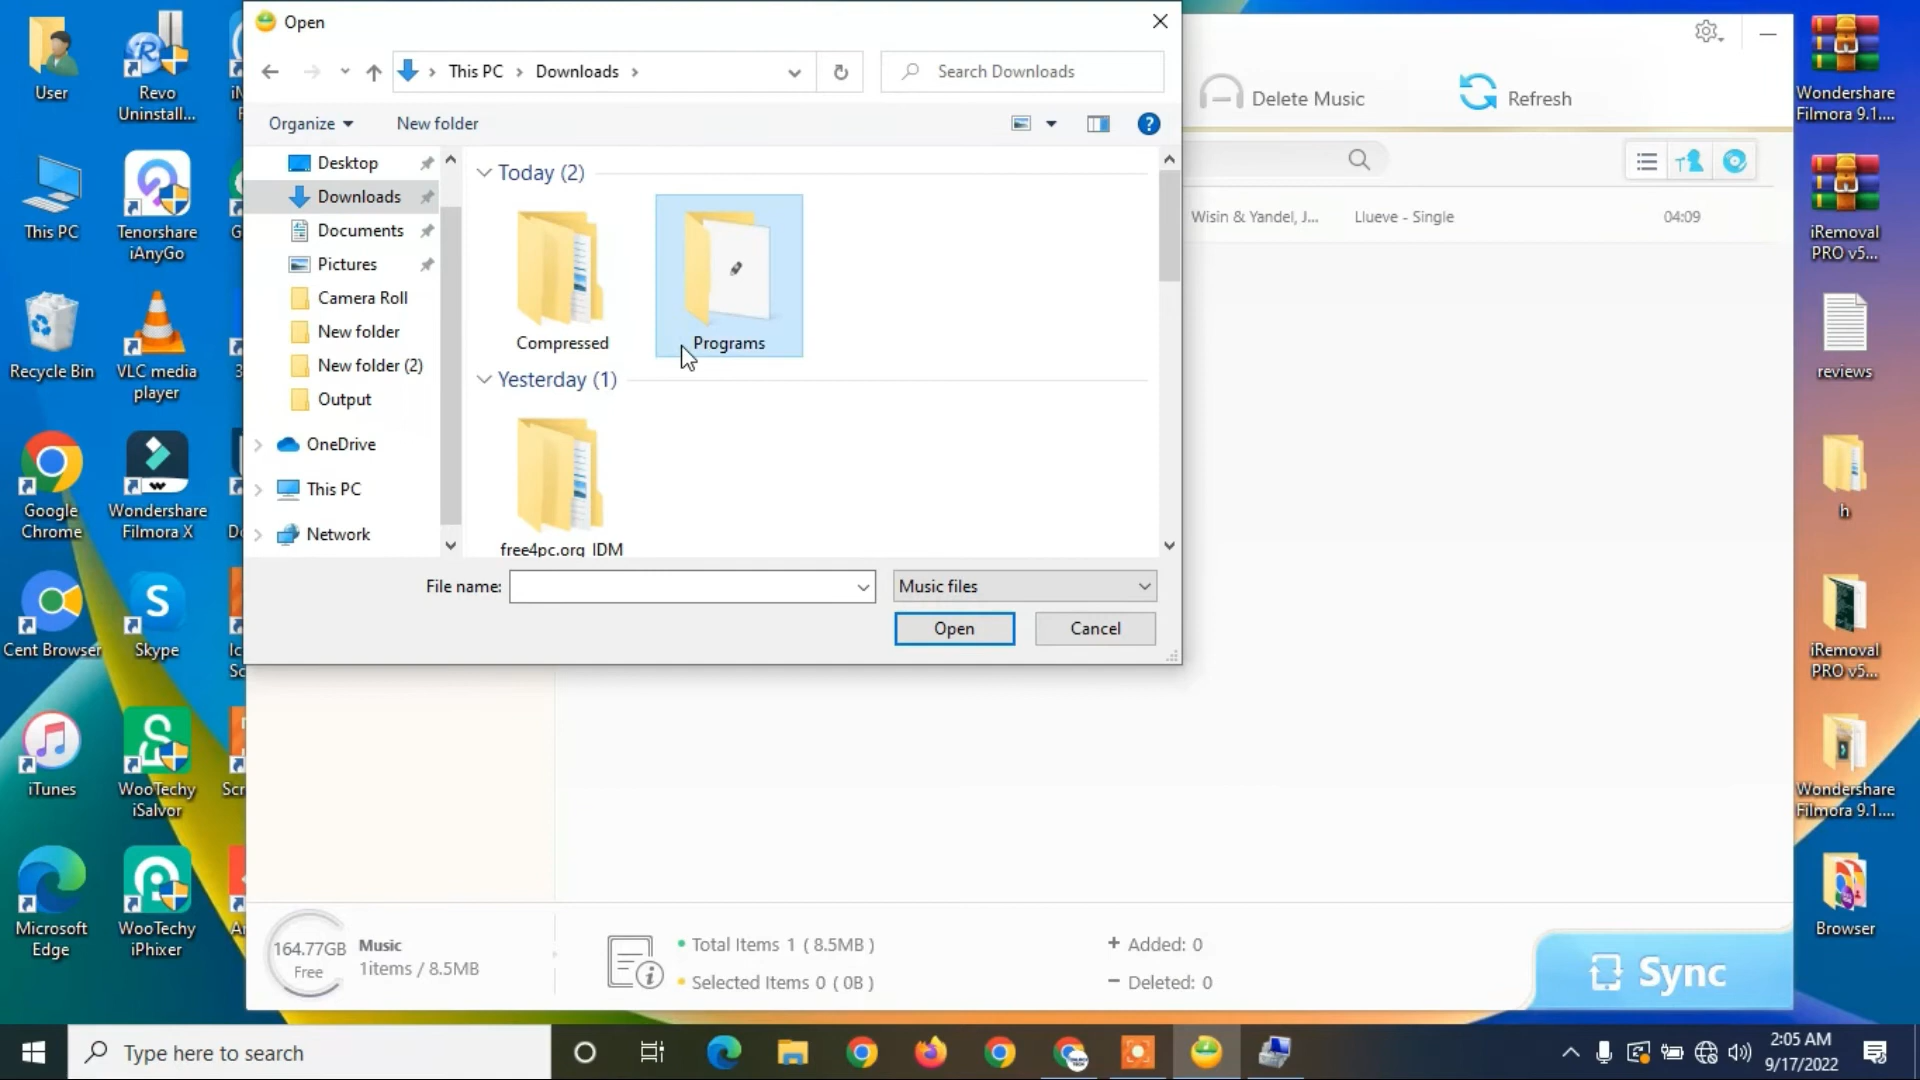 Open
This PC
Downloads
Search Downloads
Organize
New folder
Desktop
Downloads
Documents
Pictures
Camera Roll
New folder
New folder (2)
Output
OneDrive
This PC
Network
Today (2)
Compressed
Programs
Yesterday (1)
free4pc.org_IDM
File name:
Music files
Open
Cancel
Delete Music
Refresh
Wisin & Yandel, J...
Llueve - Single
04:09
164.77GB
Free
Music
1items / 8.5MB
Total Items 1 ( 8.5MB )
Selected Items 0 ( 0B )
+ Added: 0
− Deleted: 0
Sync
User
Revo
Uninstall...
This PC
Tenorshare
iAnyGo
Recycle Bin
VLC media
player
Google
Chrome
Wondershare
Filmora X
Cent Browser
Skype
iTunes
WooTechy
iSalvor
Microsoft
Edge
WooTechy
iPhixer
Wondershare
Filmora 9.1....
iRemoval
PRO v5...
reviews
h
iRemoval
PRO v5...
Wondershare
Filmora 9.1....
Browser
Type here to search
2:05 AM
9/17/2022